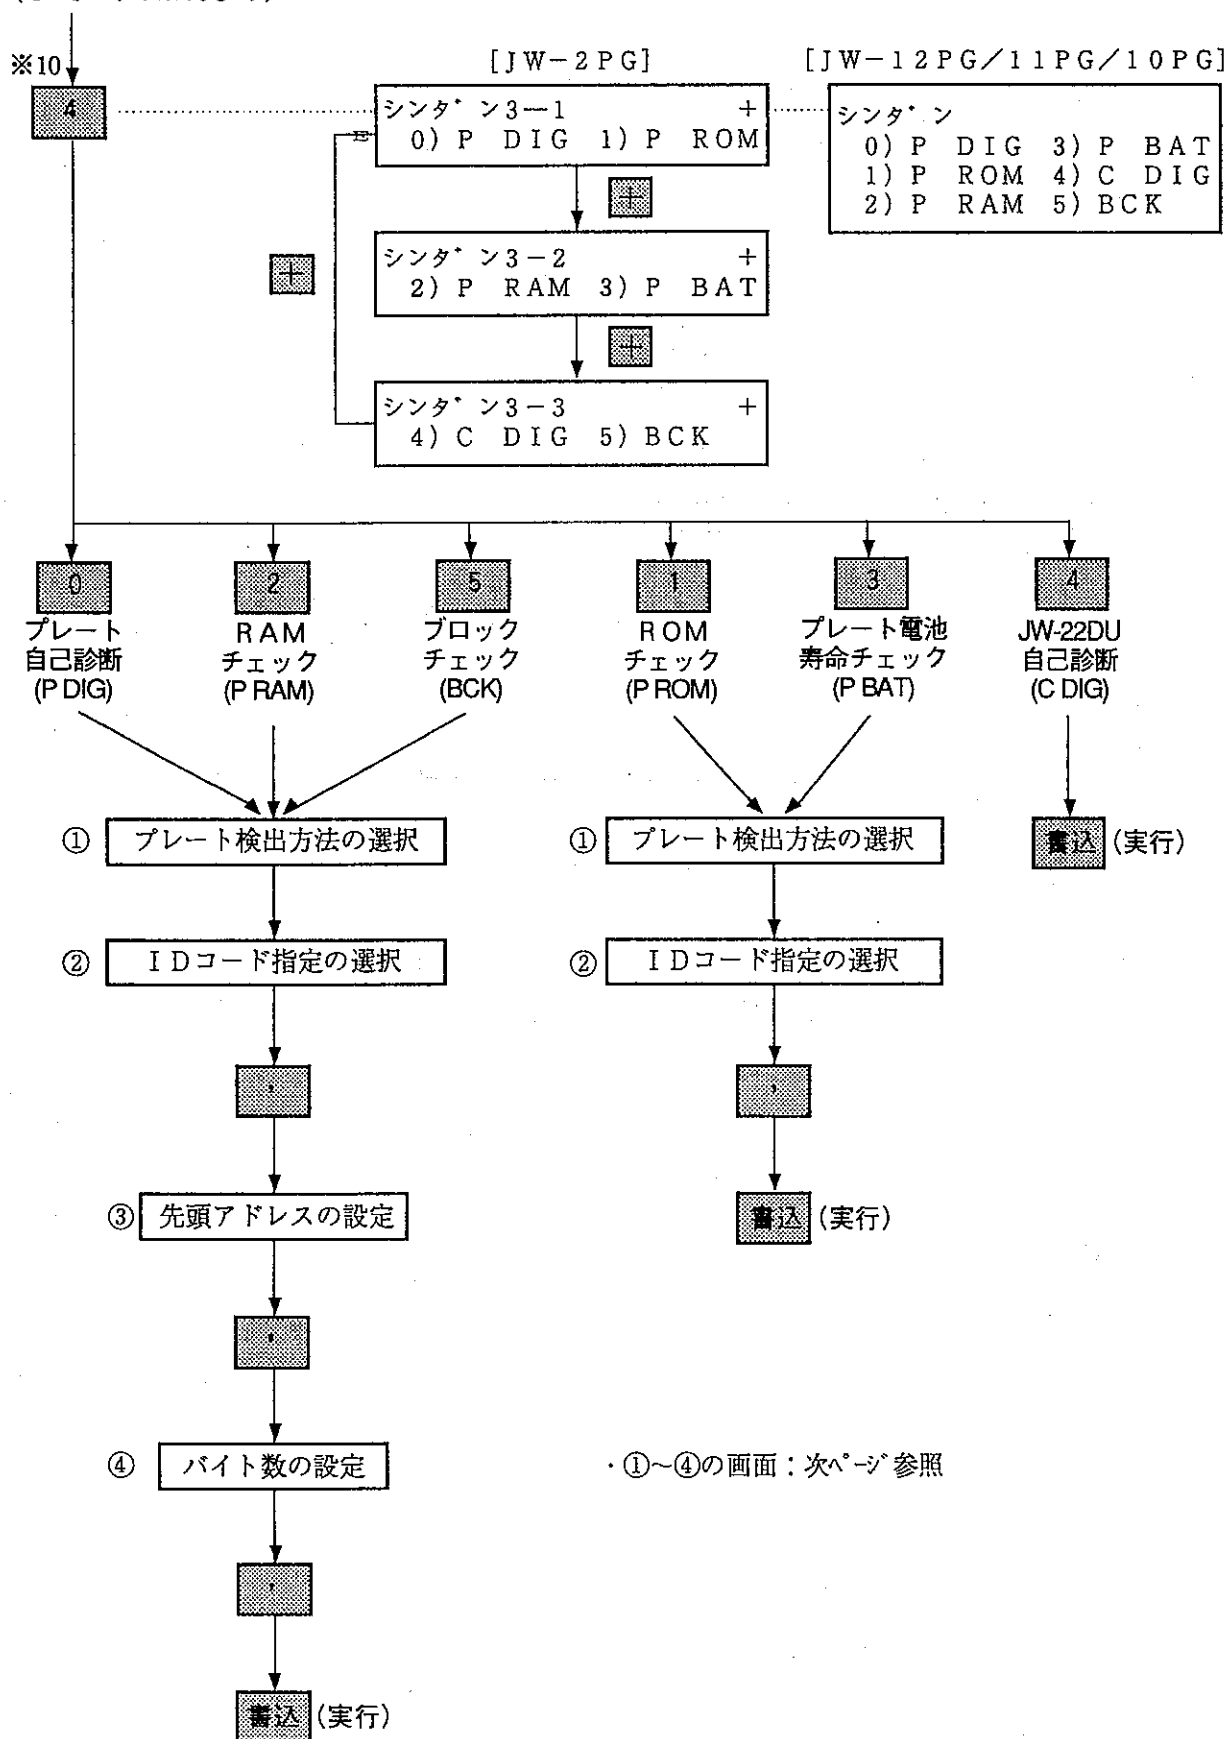 ※10
[JW-2PG]
[JW-12PG/11PG/10PG]
4
シンダン3-1 +
0) P DIG 1) P ROM
シンダン
0) P DIG 3) P BAT
1) P ROM 4) C DIG
2) P RAM 5) BCK
+
シンダン3-2 +
2) P RAM 3) P BAT
+
+
シンダン3-3 +
4) C DIG 5) BCK
0
プレート
自己診断
(P DIG)
2
RAM
チェック
(P RAM)
5
ブロック
チェック
(BCK)
1
ROM
チェック
(P ROM)
3
プレート電池
寿命チェック
(P BAT)
4
JW-22DU
自己診断
(C DIG)
① プレート検出方法の選択
① プレート検出方法の選択
書込 (実行)
② IDコード指定の選択
② IDコード指定の選択
,
,
③ 先頭アドレスの設定
書込 (実行)
,
④ バイト数の設定
・①~④の画面:次ページ参照
,
書込 (実行)